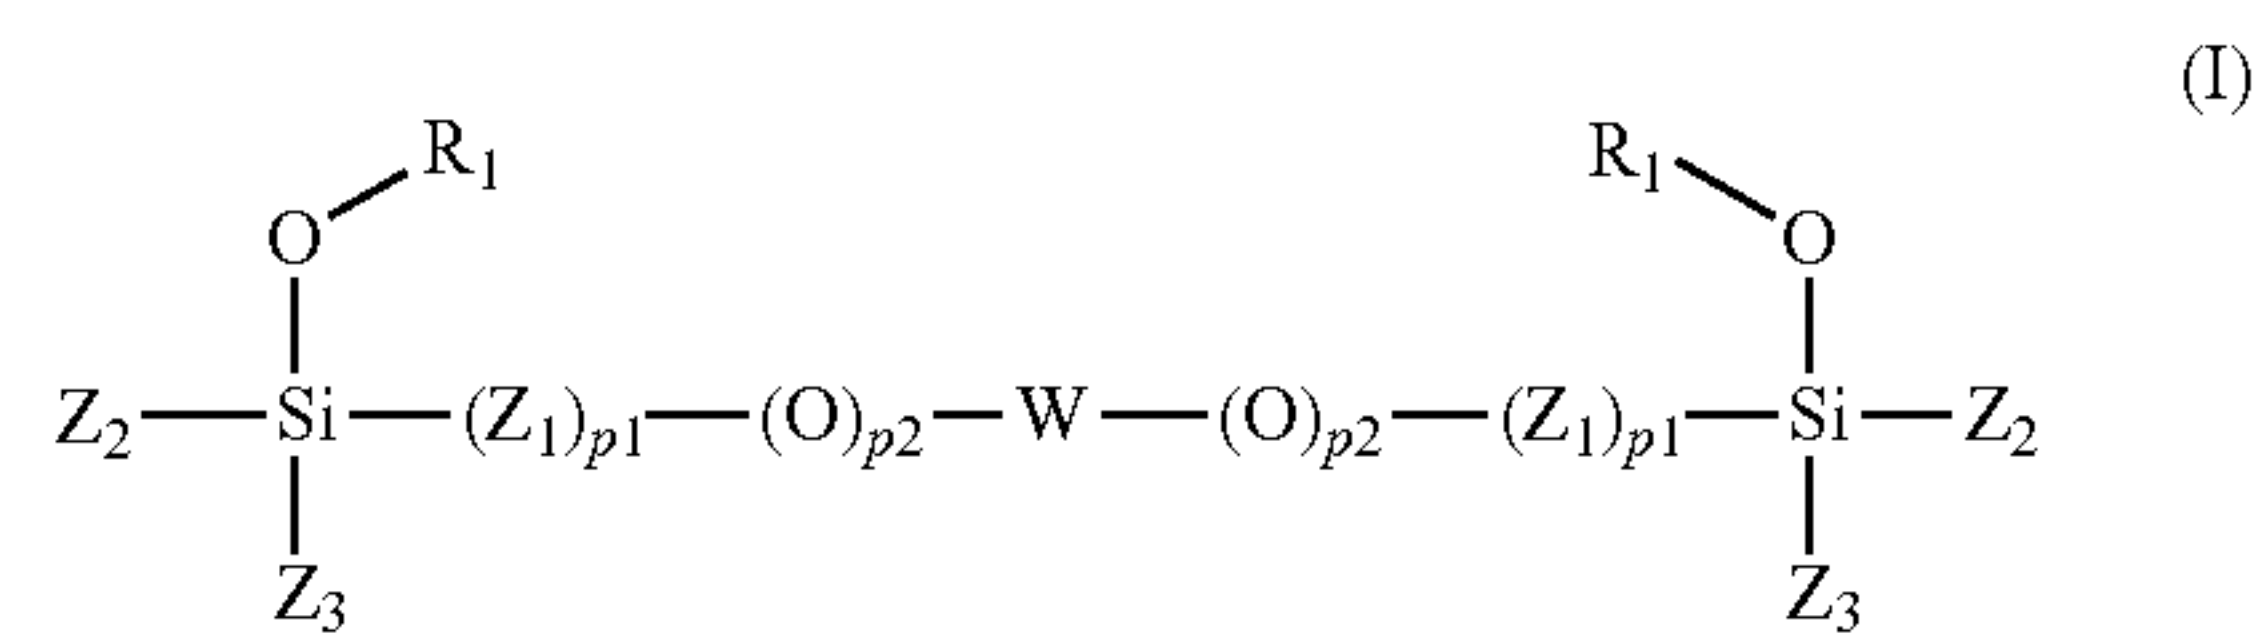 (I)
R1 R1
O O
Z2 Si (Z1)p1 (O)p2 W (O)p2 (Z1)p1 Si Z2
Z3 Z3